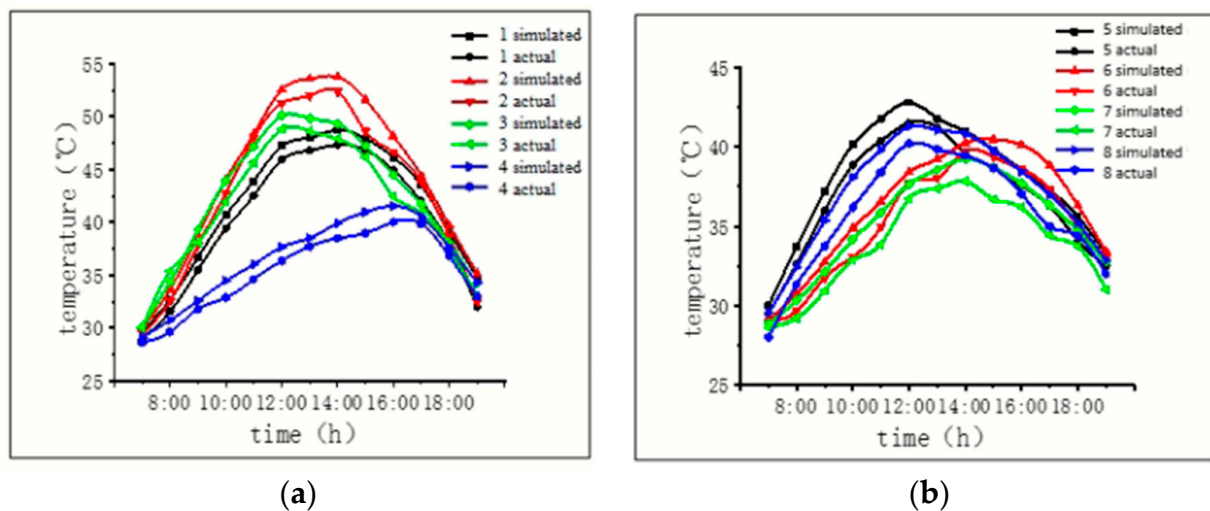 1 simulated
1 actual
2 simulated
2 actual
3 simulated
3 actual
4 simulated
4 actual
55
50
45
40
35
30
25
temperature (℃)
8:00 10:00 12:00 14:00 16:00 18:00
time (h)
(a)
5 simulated
5 actual
6 simulated
6 actual
7 simulated
7 actual
8 simulated
8 actual
45
40
35
30
25
temperature (℃)
8:00 10:00 12:00 14:00 16:00 18:00
time (h)
(b)